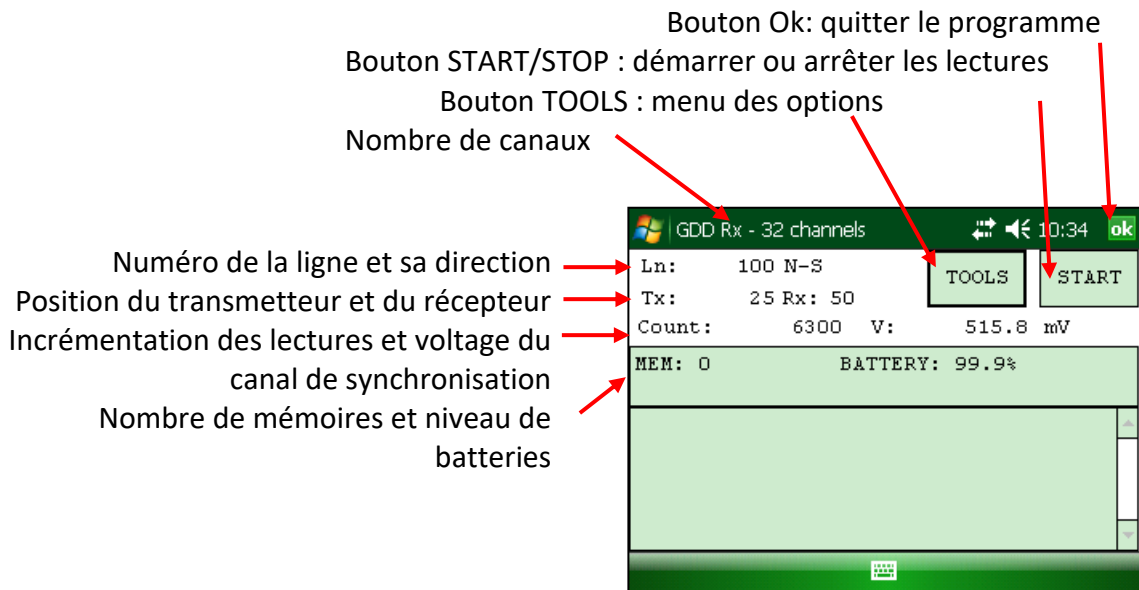 Bouton Ok: quitter le programme
Bouton START/STOP : démarrer ou arrêter les lectures
Bouton TOOLS : menu des options
Nombre de canaux
GDD Rx - 32 channels 10:34 ok
Numéro de la ligne et sa direction
Position du transmetteur et du récepteur
Incrémentation des lectures et voltage du
canal de synchronisation
Nombre de mémoires et niveau de
batteries
Ln: 100 N-S
TOOLS START
Tx: 25 Rx: 50
Count: 6300 V: 515.8 mV
MEM: 0 BATTERY: 99.9%